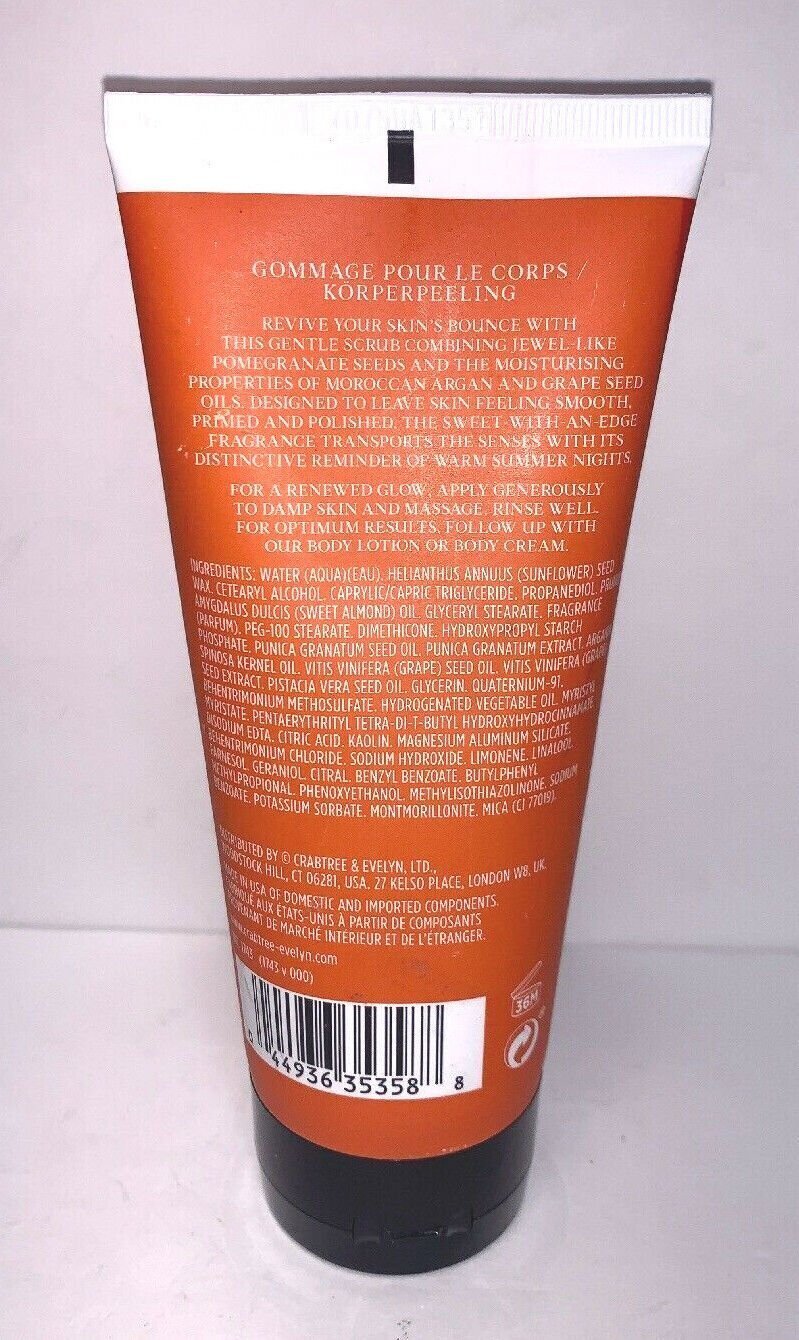 GOMMAGE POUR LE CORPS /
KÖRPERPEELING
REVIVE YOUR SKIN'S BOUNCE WITH
THIS GENTLE SCRUB COMBINING JEWEL-LIKE
POMEGRANATE SEEDS AND THE MOISTURISING
PROPERTIES OF MOROCCAN ARGAN AND GRAPE SEED
OILS. DESIGNED TO LEAVE SKIN FEELING SMOOTH,
PRIMED AND POLISHED, THE SWEET-WITH-AN-EDGE
FRAGRANCE TRANSPORTS THE SENSES WITH ITS
DISTINCTIVE REMINDER OF WARM SUMMER NIGHTS.
FOR A RENEWED GLOW, APPLY GENEROUSLY
TO DAMP SKIN AND MASSAGE. RINSE WELL.
FOR OPTIMUM RESULTS, FOLLOW UP WITH
OUR BODY LOTION OR BODY CREAM.
INGREDIENTS: WATER (AQUA)(EAU), HELIANTHUS ANNUUS (SUNFLOWER) SEED
WAX, CETEARYL ALCOHOL, CAPRYLIC/CAPRIC TRIGLYCERIDE, PROPANEDIOL,
AMYGDALUS DULCIS (SWEET ALMOND) OIL, GLYCERYL STEARATE, FRAGRANCE
(PARFUM), PEG-100 STEARATE, DIMETHICONE, HYDROXYPROPYL STARCH
PHOSPHATE, PUNICA GRANATUM SEED OIL, PUNICA GRANATUM EXTRACT,
SPINOSA KERNEL OIL, VITIS VINIFERA (GRAPE) SEED OIL, VITIS VINIFERA (GRAPE)
SEED EXTRACT, PISTACIA VERA SEED OIL, GLYCERIN, QUATERNIUM-91,
BEHENTRIMONIUM METHOSULFATE, HYDROGENATED VEGETABLE OIL, MYRISTYL
MYRISTATE, PENTAERYTHRITYL TETRA-DI-T-BUTYL HYDROXYHYDROCINNAMATE,
DISODIUM EDTA, CITRIC ACID, KAOLIN, MAGNESIUM ALUMINUM SILICATE,
BEHENTRIMONIUM CHLORIDE, SODIUM HYDROXIDE, LIMONENE, LINALOOL,
FARNESOL, GERANIOL, CITRAL, BENZYL BENZOATE, BUTYLPHENYL
METHYLPROPIONAL, PHENOXYETHANOL, METHYLISOTHIAZOLINONE, SODIUM
BENZOATE, POTASSIUM SORBATE, MONTMORILLONITE, MICA (CI 77019).
DISTRIBUTED BY © CRABTREE & EVELYN, LTD.,
WOODSTOCK HILL, CT 06281, USA. 27 KELSO PLACE, LONDON W8, UK.
MADE IN USA OF DOMESTIC AND IMPORTED COMPONENTS.
FABRIQUÉ AUX ÉTATS-UNIS À PARTIR DE COMPOSANTS
PROVENANT DE MARCHÉ INTÉRIEUR ET DE L'ÉTRANGER.
www.crabtree-evelyn.com
(1743 v 000)
36M
44936 35358 8